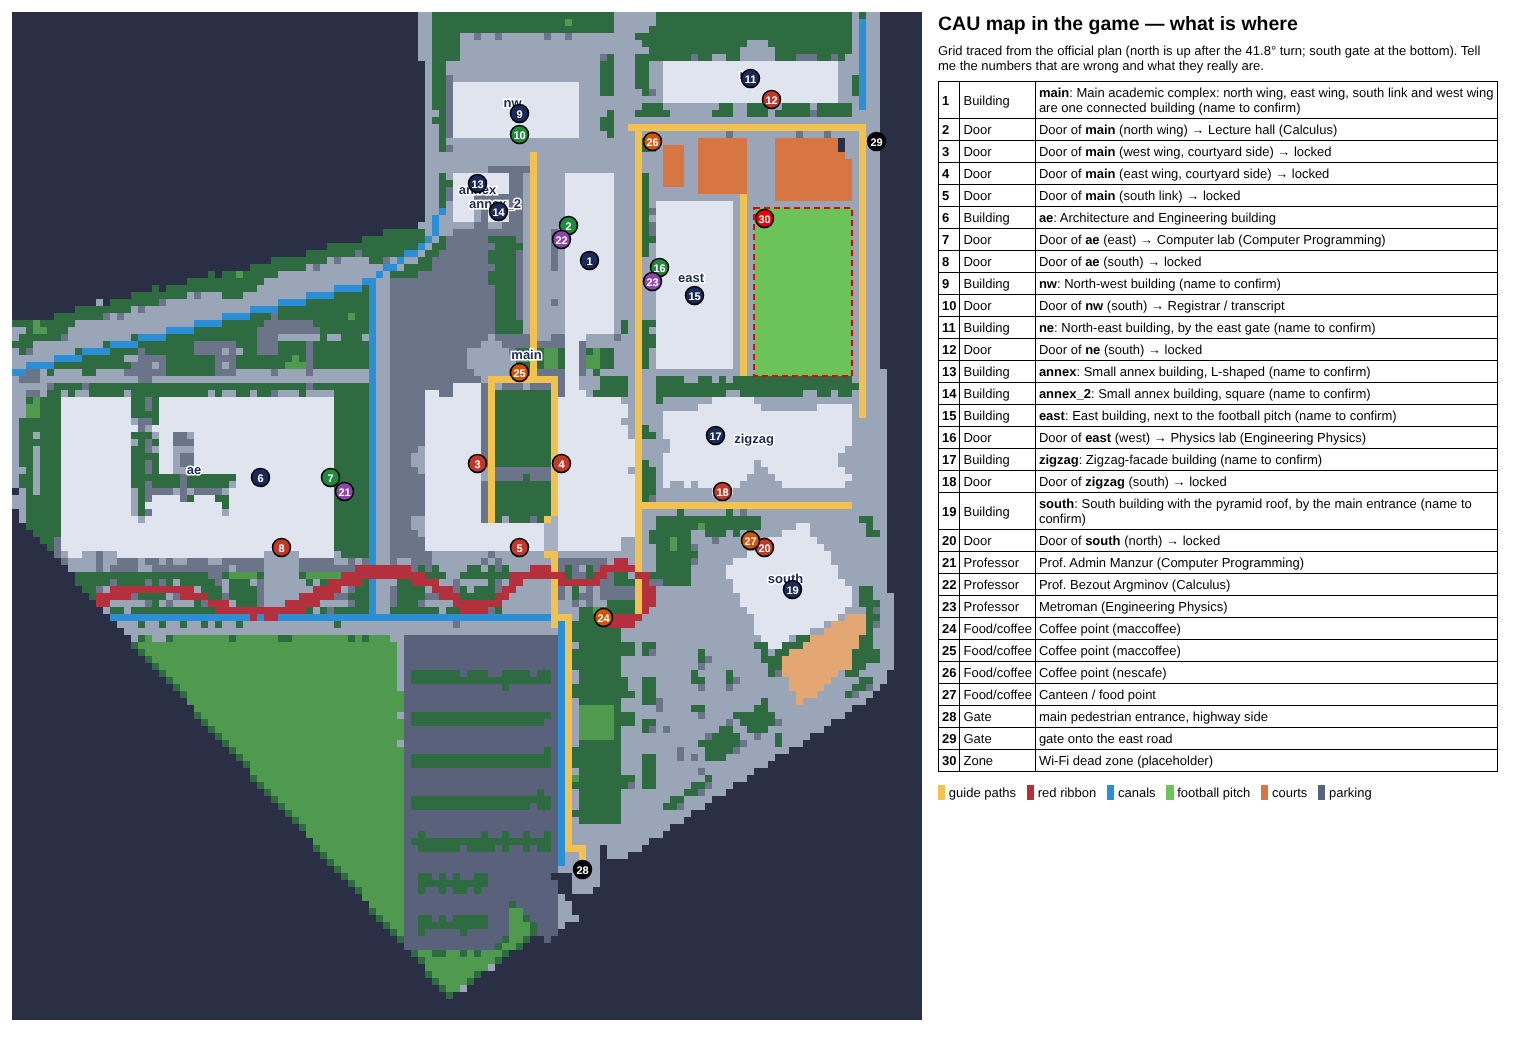 CAU map in the game — what is where
Grid traced from the official plan (north is up after the 41.8° turn; south gate at the bottom). Tell
me the numbers that are wrong and what they really are.
1 Building main: Main academic complex: north wing, east wing, south link and west wing
are one connected building (name to confirm)
2 Door Door of main (north wing) → Lecture hall (Calculus)
3 Door Door of main (west wing, courtyard side) → locked
4 Door Door of main (east wing, courtyard side) → locked
5 Door Door of main (south link) → locked
6 Building ae: Architecture and Engineering building
7 Door Door of ae (east) → Computer lab (Computer Programming)
8 Door Door of ae (south) → locked
9 Building nw: North-west building (name to confirm)
10 Door Door of nw (south) → Registrar / transcript
11 Building ne: North-east building, by the east gate (name to confirm)
12 Door Door of ne (south) → locked
13 Building annex: Small annex building, L-shaped (name to confirm)
14 Building annex_2: Small annex building, square (name to confirm)
15 Building east: East building, next to the football pitch (name to confirm)
16 Door Door of east (west) → Physics lab (Engineering Physics)
17 Building zigzag: Zigzag-facade building (name to confirm)
18 Door Door of zigzag (south) → locked
19 Building south: South building with the pyramid roof, by the main entrance (name to
confirm)
20 Door Door of south (north) → locked
21 Professor Prof. Admin Manzur (Computer Programming)
22 Professor Prof. Bezout Argminov (Calculus)
23 Professor Metroman (Engineering Physics)
24 Food/coffee Coffee point (maccoffee)
25 Food/coffee Coffee point (maccoffee)
26 Food/coffee Coffee point (nescafe)
27 Food/coffee Canteen / food point
28 Gate main pedestrian entrance, highway side
29 Gate gate onto the east road
30 Zone Wi-Fi dead zone (placeholder)
guide paths red ribbon canals football pitch courts parking
11
12
nw
9
10
26
29
13
annex
annex_2
14
2
22
1
30
16
23
east
15
main
25
17
zigzag
ae
6
7
21
3
4
18
8
5
27
20
south
19
24
28